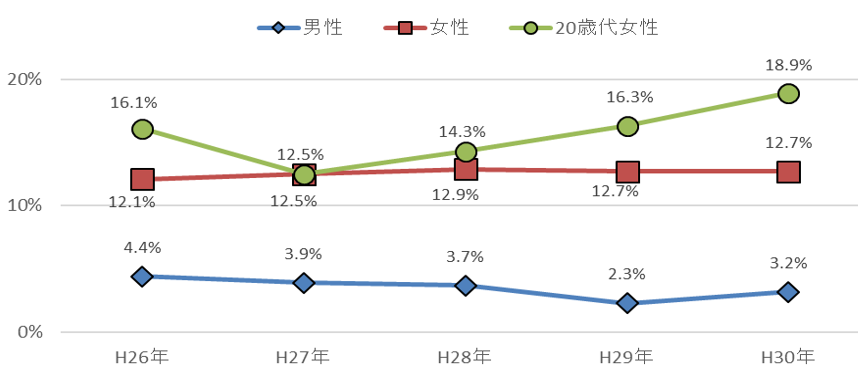 男性 女性 20歳代女性
20%
10%
0%
16.1% 12.5% 14.3% 16.3% 18.9%
12.1% 12.5% 12.9% 12.7% 12.7%
4.4% 3.9% 3.7% 2.3% 3.2%
H26年 H27年 H28年 H29年 H30年